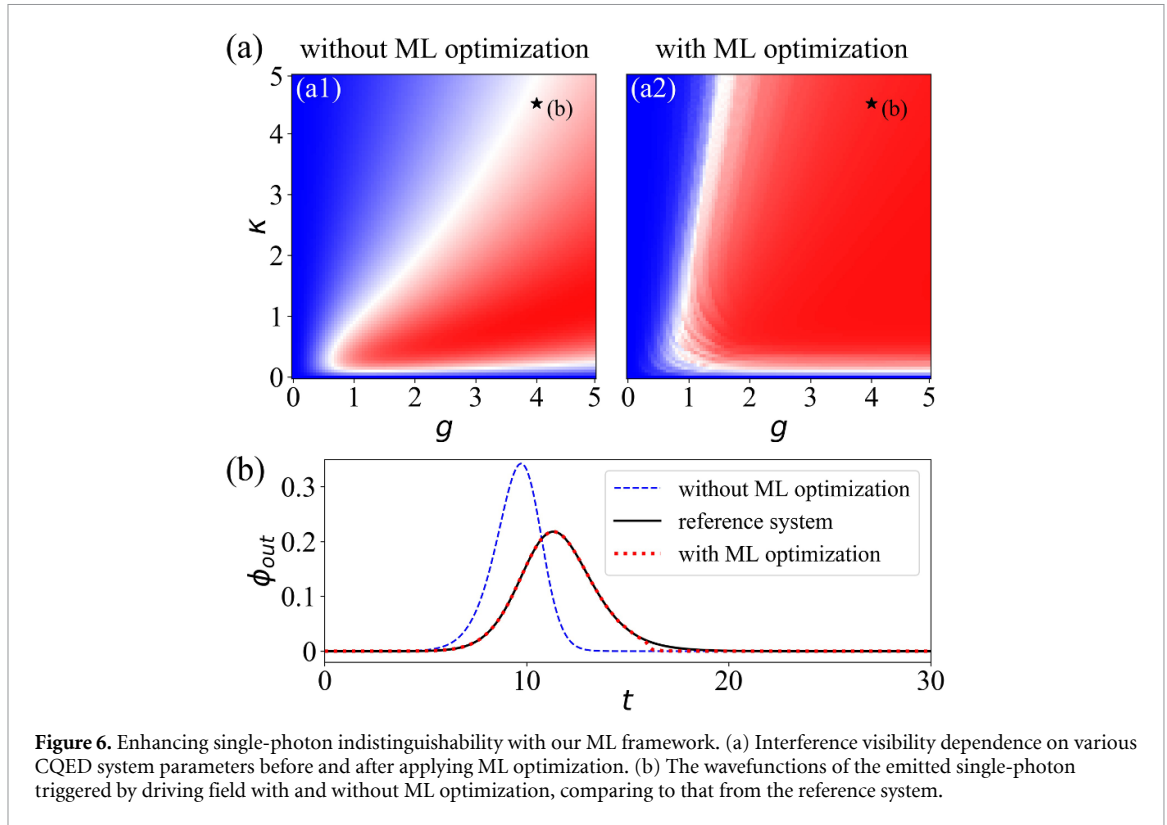 (a) without ML optimization with ML optimization
5 (a1) ★ (b) (a2) ★ (b)
4
κ 3
2
1
0
0 1 2 3 4 5 0 1 2 3 4 5
g g
(b)
0.3 without ML optimization
ϕout 0.2 reference system
0.1 with ML optimization
0
0 10 20 30
t
Figure 6. Enhancing single-photon indistinguishability with our ML framework. (a) Interference visibility dependence on various
CQED system parameters before and after applying ML optimization. (b) The wavefunctions of the emitted single-photon
triggered by driving field with and without ML optimization, comparing to that from the reference system.